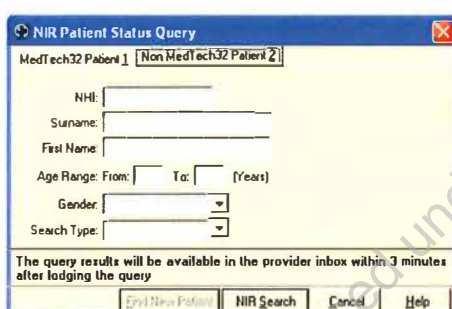 NIR Patient Status Query
MedTech32 Patient 1 Non MedTech32 Patient 2
NHI:
Surname:
First Name:
Age Range: From: To: (Years)
Gender:
Search Type:
The query results will be available in the provider inbox within 3 minutes
after lodging the query
Find New Patient NIR Search Cancel Help